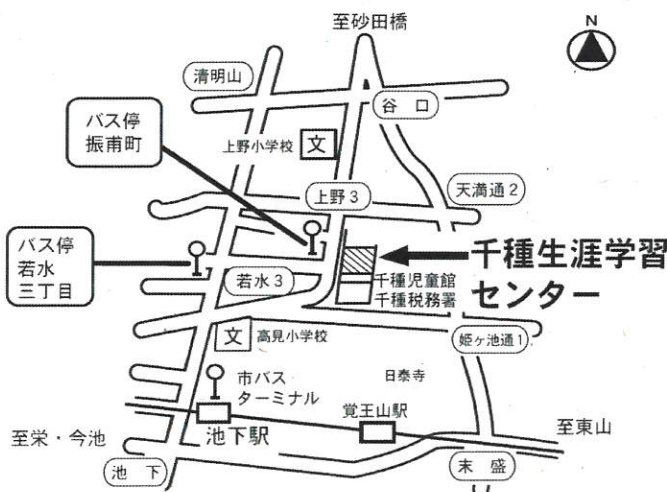 至砂田橋
N
清明山
谷口
バス停
振甫町
上野小学校
文
上野3
天満通2
バス停
若水
三丁目
千種生涯学習
センター
若水3
千種児童館
千種税務署
文
高見小学校
姫ヶ池通1
市バス
ターミナル
日泰寺
覚王山駅
至栄・今池
池下駅
至東山
池下
末盛